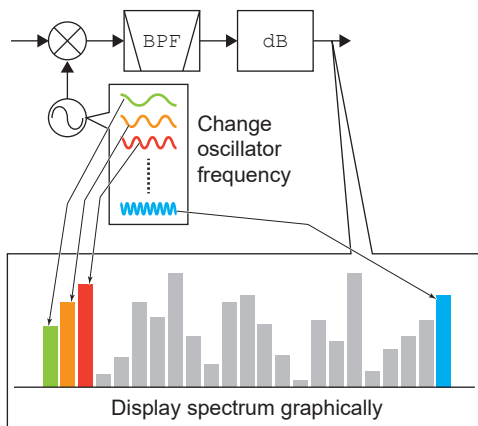 BPF
dB
Change
oscillator
frequency
Display spectrum graphically